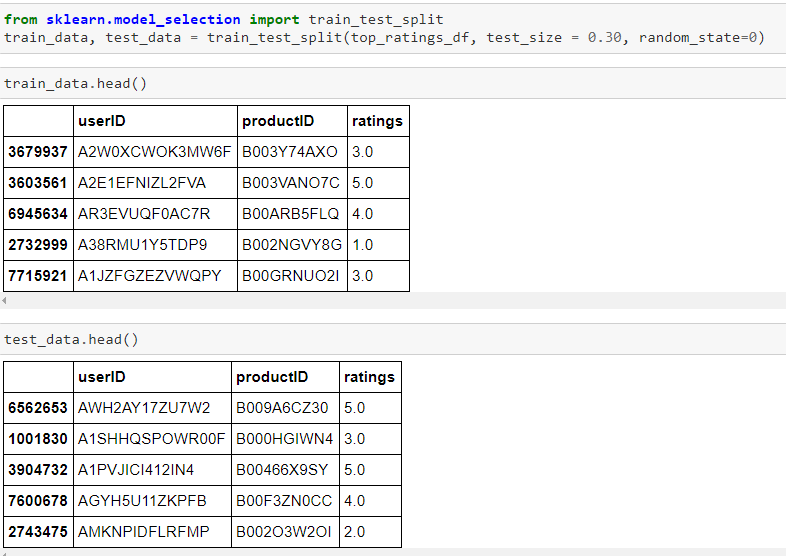 from sklearn.model_selection import train_test_split
train_data, test_data = train_test_split(top_ratings_df, test_size = 0.30, random_state=0)
train_data.head()
userID productID ratings
3679937 A2W0XCWOK3MW6F B003Y74AXO 3.0
3603561 A2E1EFNIZL2FVA B003VANO7C 5.0
6945634 AR3EVUQF0AC7R B00ARB5FLQ 4.0
2732999 A38RMU1Y5TDP9 B002NGVY8G 1.0
7715921 A1JZFGZEZVWQPY B00GRNUO2I 3.0
test_data.head()
userID productID ratings
6562653 AWH2AY17ZU7W2 B009A6CZ30 5.0
1001830 A1SHHQSPOWR00F B000HGIWN4 3.0
3904732 A1PVJICI412IN4 B00466X9SY 5.0
7600678 AGYH5U11ZKPFB B00F3ZN0CC 4.0
2743475 AMKNPIDFLRFMP B002O3W2OI 2.0